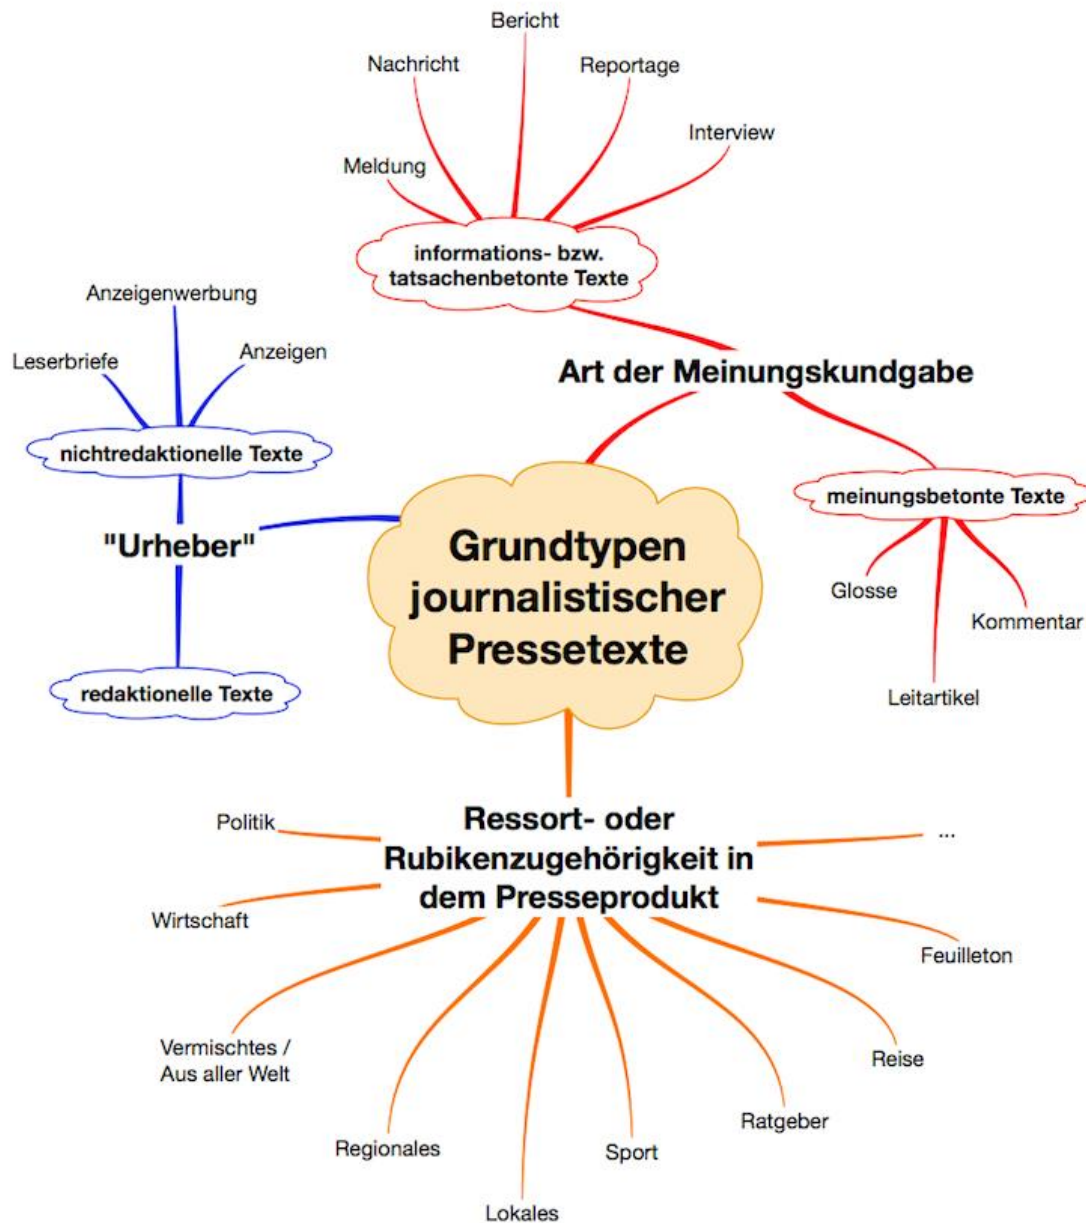 Bericht
Nachricht
Reportage
Interview
Meldung
informations- bzw.
tatsachenbetonte Texte
Anzeigenwerbung
Leserbriefe
Anzeigen
nichtredaktionelle Texte
"Urheber"
redaktionelle Texte
Art der Meinungskundgabe
meinungsbetonte Texte
Glosse
Kommentar
Leitartikel
Grundtypen
journalistischer
Pressetexte
Ressort- oder
Rubikenzugehörigkeit in
dem Presseprodukt
Politik
...
Wirtschaft
Feuilleton
Vermischtes /
Aus aller Welt
Reise
Ratgeber
Regionales
Sport
Lokales